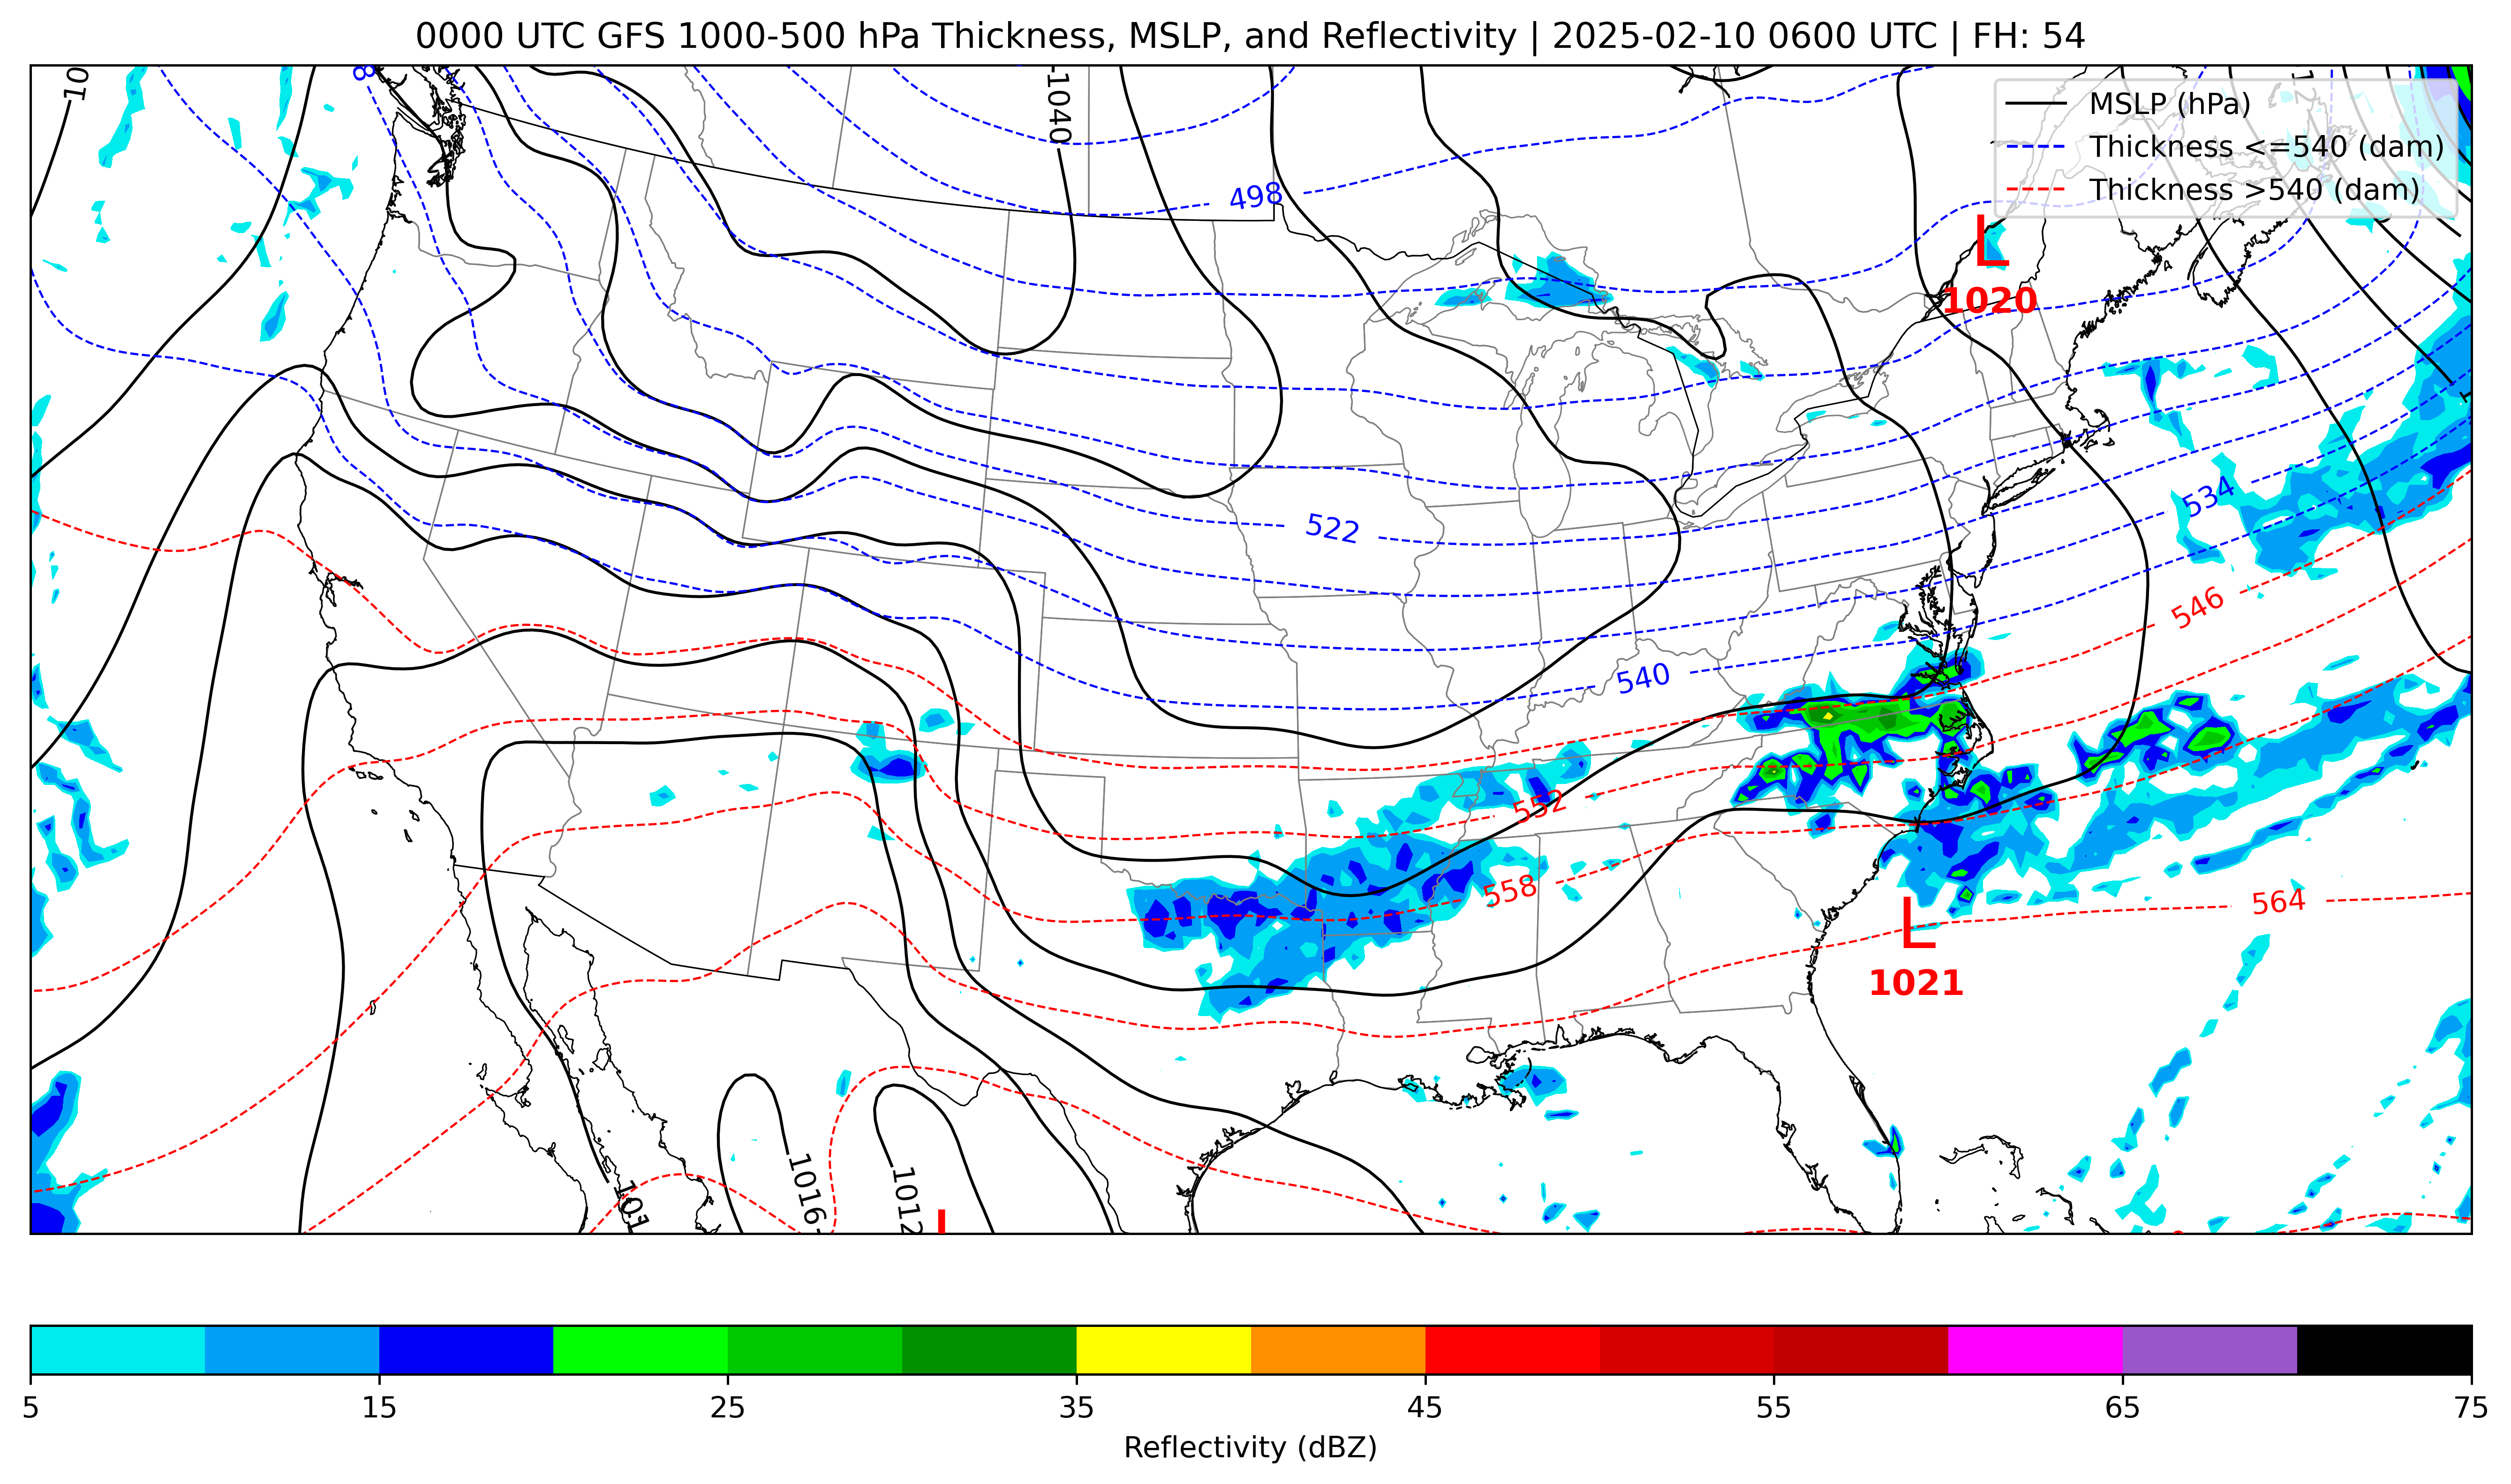 0000 UTC GFS 1000-500 hPa Thickness, MSLP, and Reflectivity | 2025-02-10 0600 UTC | FH: 54
MSLP (hPa)
Thickness <=540 (dam)
Thickness >540 (dam)
10
8
1040
498
L
1020
522
534
546
540
552
558
564
L
1021
1016
1012
101
L
5 15 25 35 45 55 65 75
Reflectivity (dBZ)